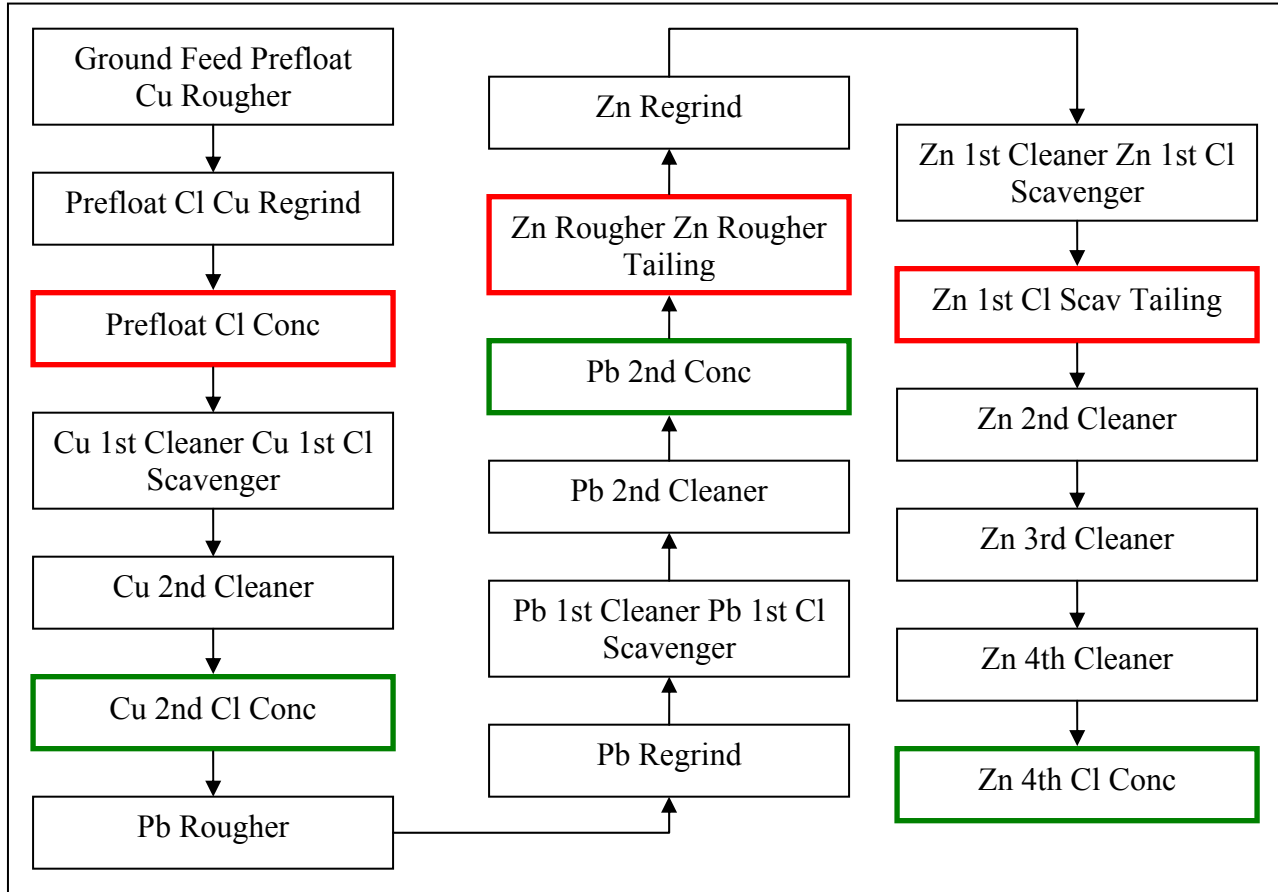 Ground Feed Prefloat
Cu Rougher
Prefloat Cl Cu Regrind
Prefloat Cl Conc
Cu 1st Cleaner Cu 1st Cl
Scavenger
Cu 2nd Cleaner
Cu 2nd Cl Conc
Pb Rougher
Zn Regrind
Zn Rougher Zn Rougher
Tailing
Pb 2nd Conc
Pb 2nd Cleaner
Pb 1st Cleaner Pb 1st Cl
Scavenger
Pb Regrind
Zn 1st Cleaner Zn 1st Cl
Scavenger
Zn 1st Cl Scav Tailing
Zn 2nd Cleaner
Zn 3rd Cleaner
Zn 4th Cleaner
Zn 4th Cl Conc